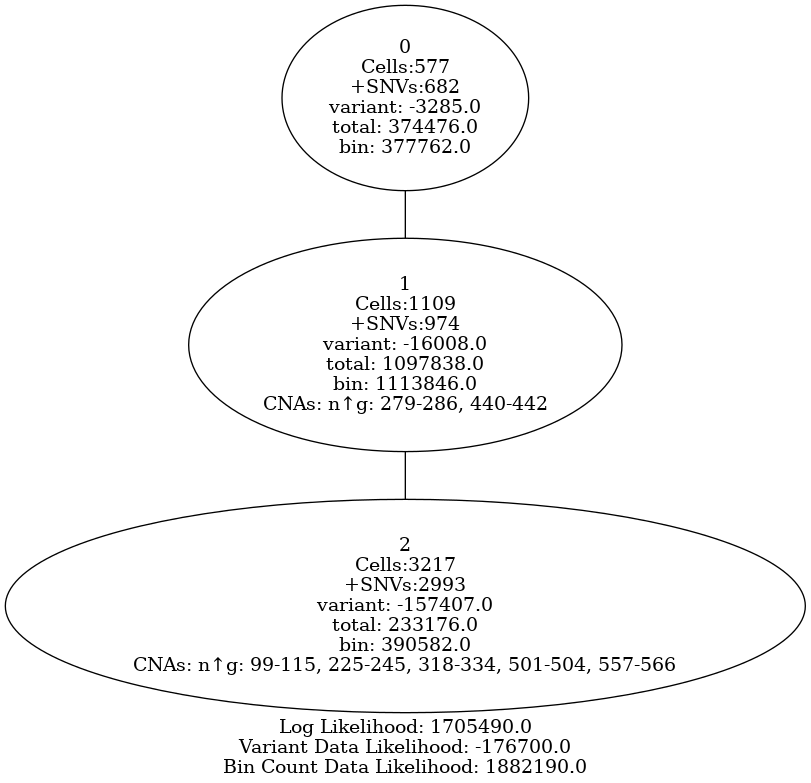 0
Cells:577
+SNVs:682
variant: -3285.0
total: 374476.0
bin: 377762.0
1
Cells:1109
+SNVs:974
variant: -16008.0
total: 1097838.0
bin: 1113846.0
CNAs: n↑g: 279-286, 440-442
2
Cells:3217
+SNVs:2993
variant: -157407.0
total: 233176.0
bin: 390582.0
CNAs: n↑g: 99-115, 225-245, 318-334, 501-504, 557-566
Log Likelihood: 1705490.0
Variant Data Likelihood: -176700.0
Bin Count Data Likelihood: 1882190.0